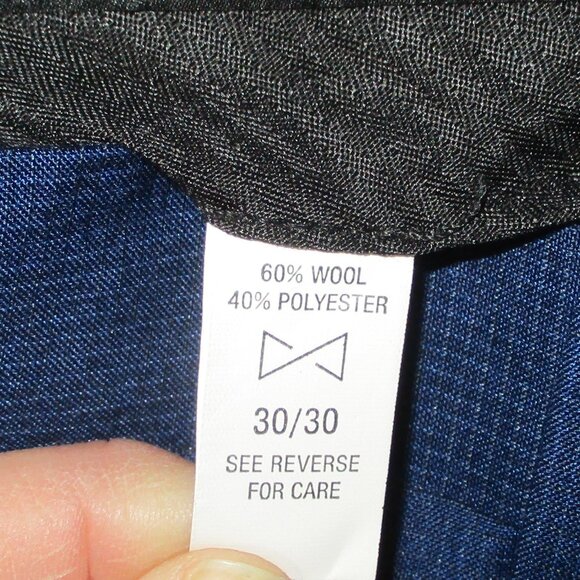 60% WOOL
40% POLYESTER
30/30
SEE REVERSE
FOR CARE